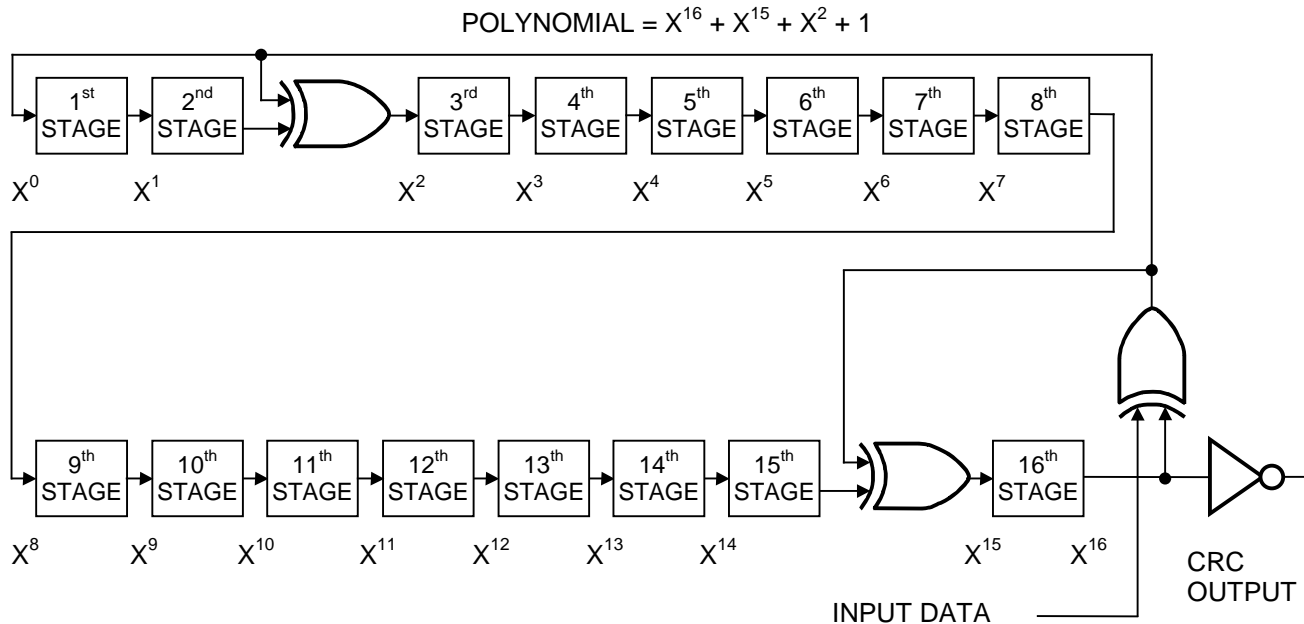 POLYNOMIAL = X¹⁶ + X¹⁵ + X² + 1
1ˢᵗ STAGE
2ⁿᵈ STAGE
3ʳᵈ STAGE
4ᵗʰ STAGE
5ᵗʰ STAGE
6ᵗʰ STAGE
7ᵗʰ STAGE
8ᵗʰ STAGE
X⁰ X¹ X² X³ X⁴ X⁵ X⁶ X⁷
9ᵗʰ STAGE
10ᵗʰ STAGE
11ᵗʰ STAGE
12ᵗʰ STAGE
13ᵗʰ STAGE
14ᵗʰ STAGE
15ᵗʰ STAGE
16ᵗʰ STAGE
X⁸ X⁹ X¹⁰ X¹¹ X¹² X¹³ X¹⁴ X¹⁵ X¹⁶
CRC
OUTPUT
INPUT DATA